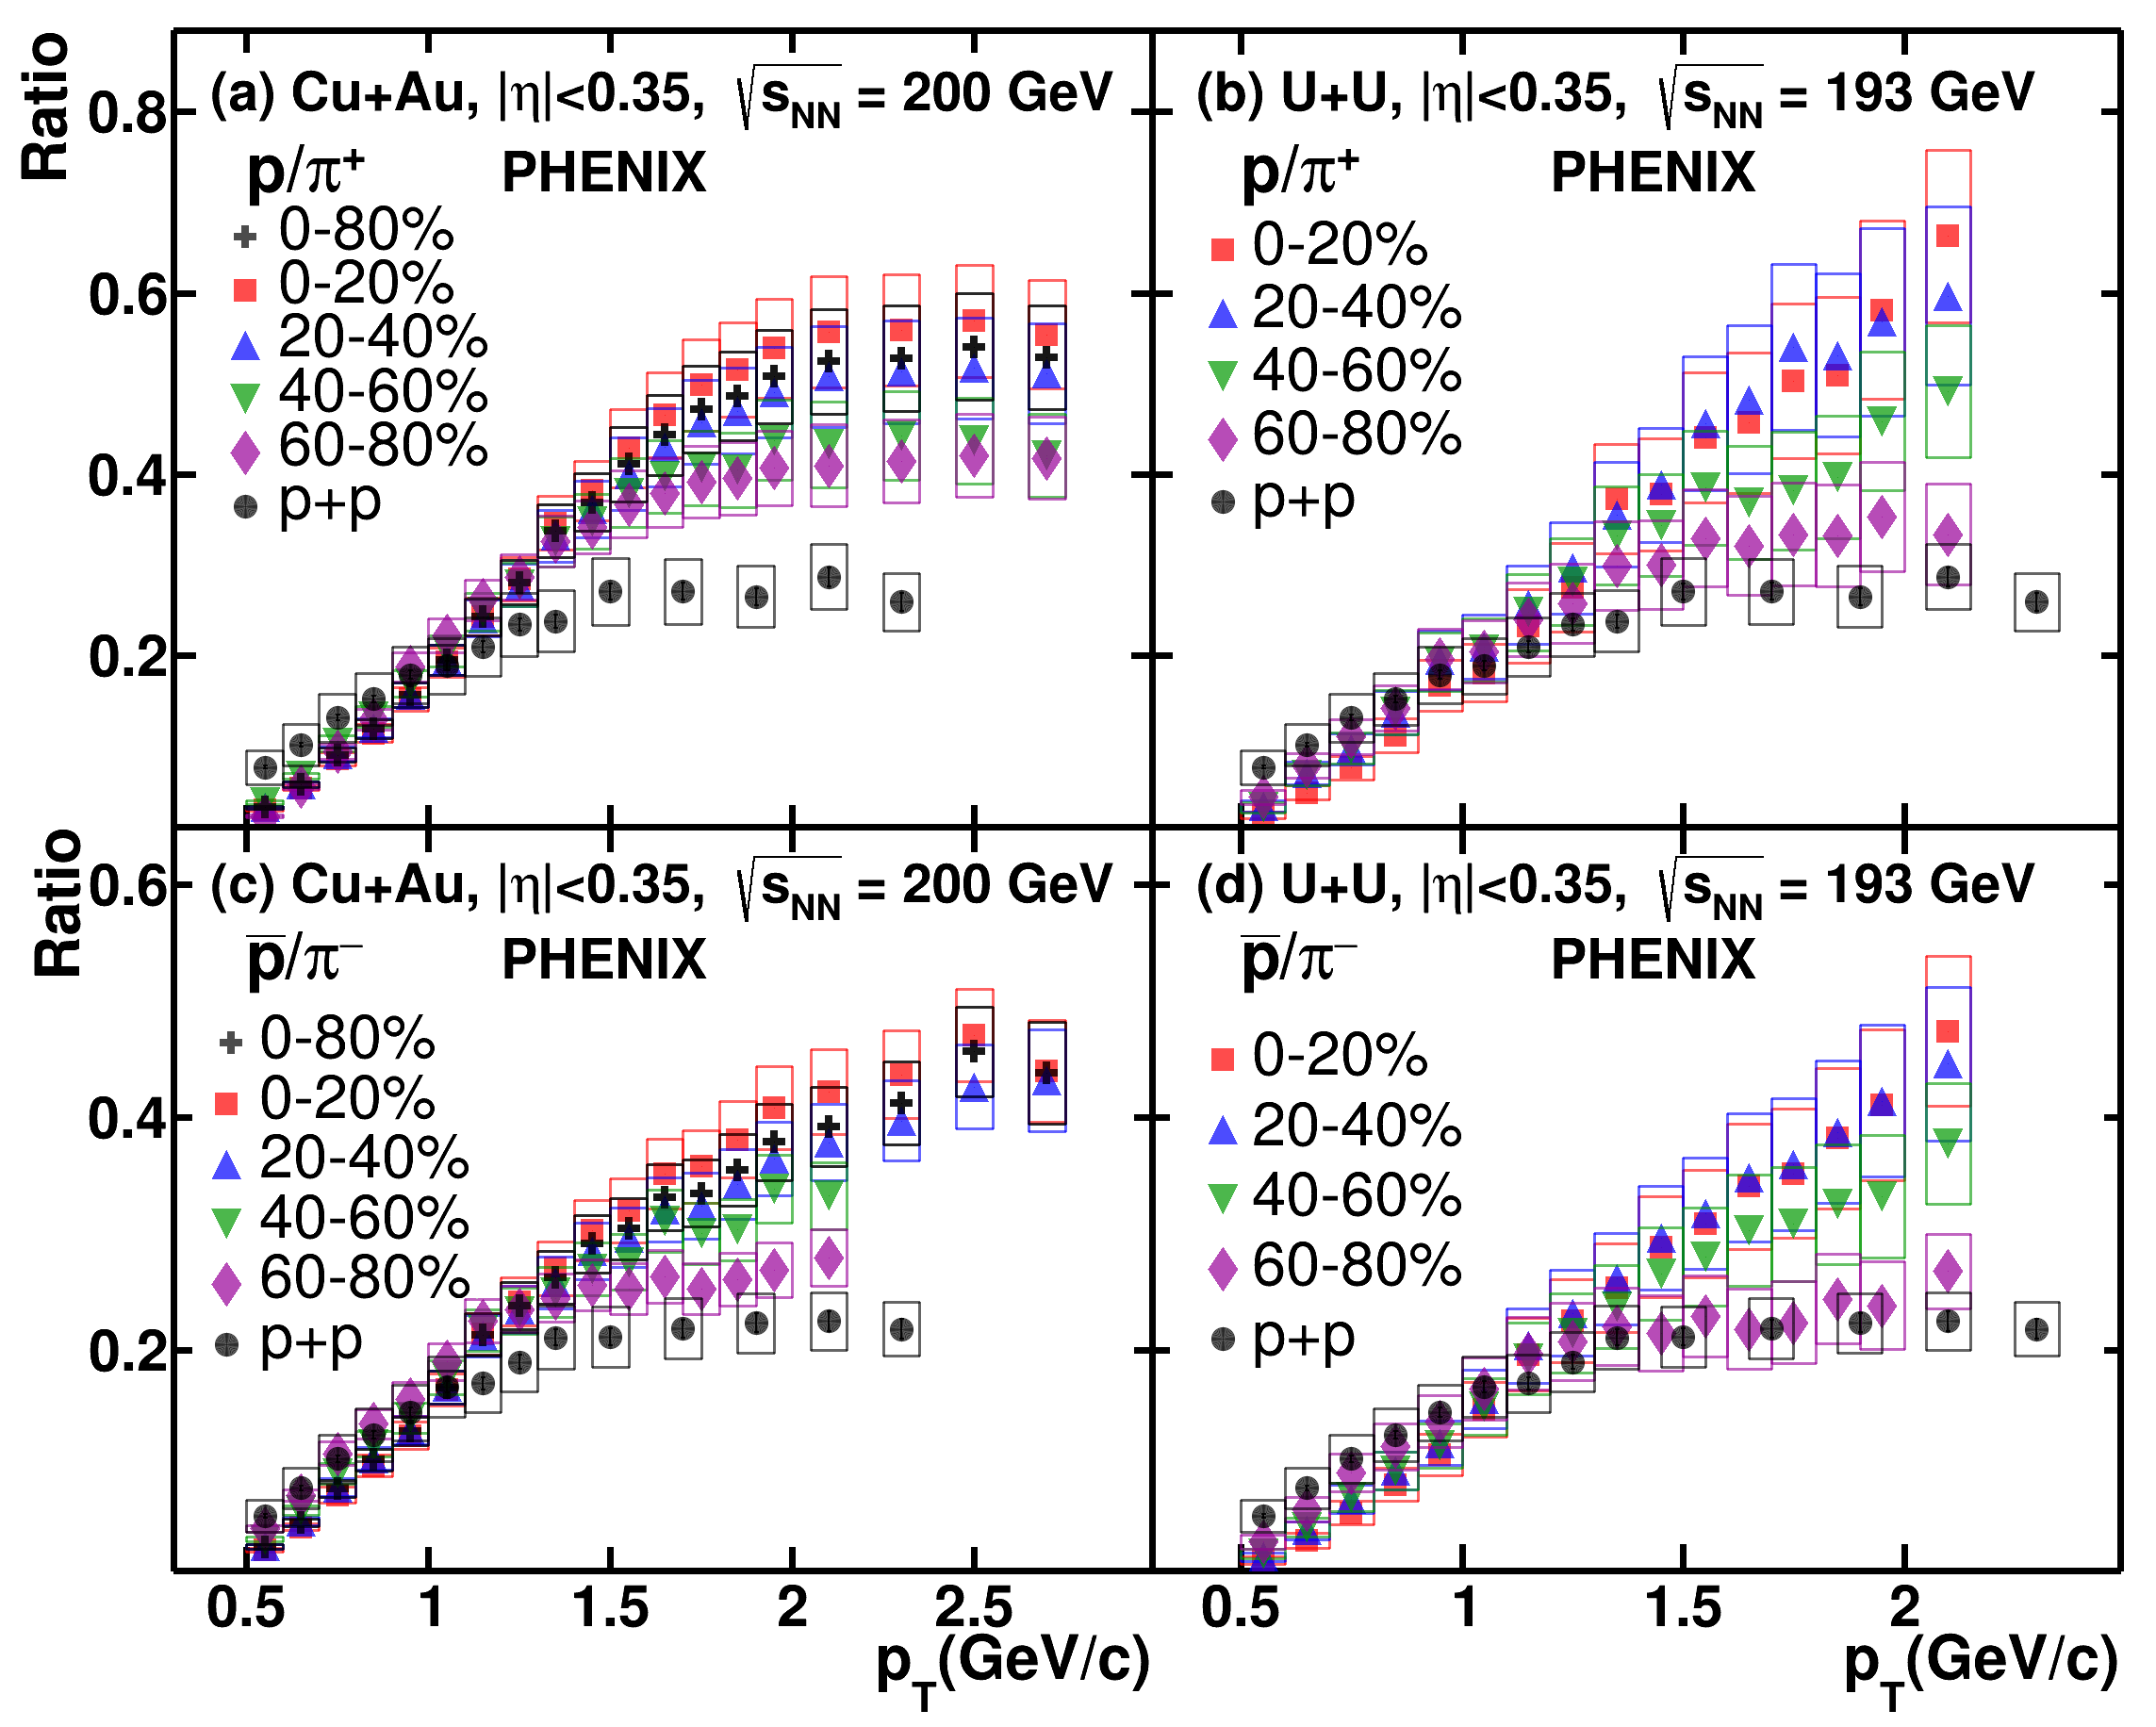 Ratio
0.8
0.6
0.4
0.2
(a) Cu+Au, |η|<0.35, √sNN = 200 GeV
p/π⁺ PHENIX
0-80%
0-20%
20-40%
40-60%
60-80%
p+p
(b) U+U, |η|<0.35, √sNN = 193 GeV
p/π⁺ PHENIX
0-20%
20-40%
40-60%
60-80%
p+p
Ratio
0.6
0.4
0.2
(c) Cu+Au, |η|<0.35, √sNN = 200 GeV
p̅/π⁻ PHENIX
0-80%
0-20%
20-40%
40-60%
60-80%
p+p
0.5 1 1.5 2 2.5
pT(GeV/c)
(d) U+U, |η|<0.35, √sNN = 193 GeV
p̅/π⁻ PHENIX
0-20%
20-40%
40-60%
60-80%
p+p
0.5 1 1.5 2
pT(GeV/c)